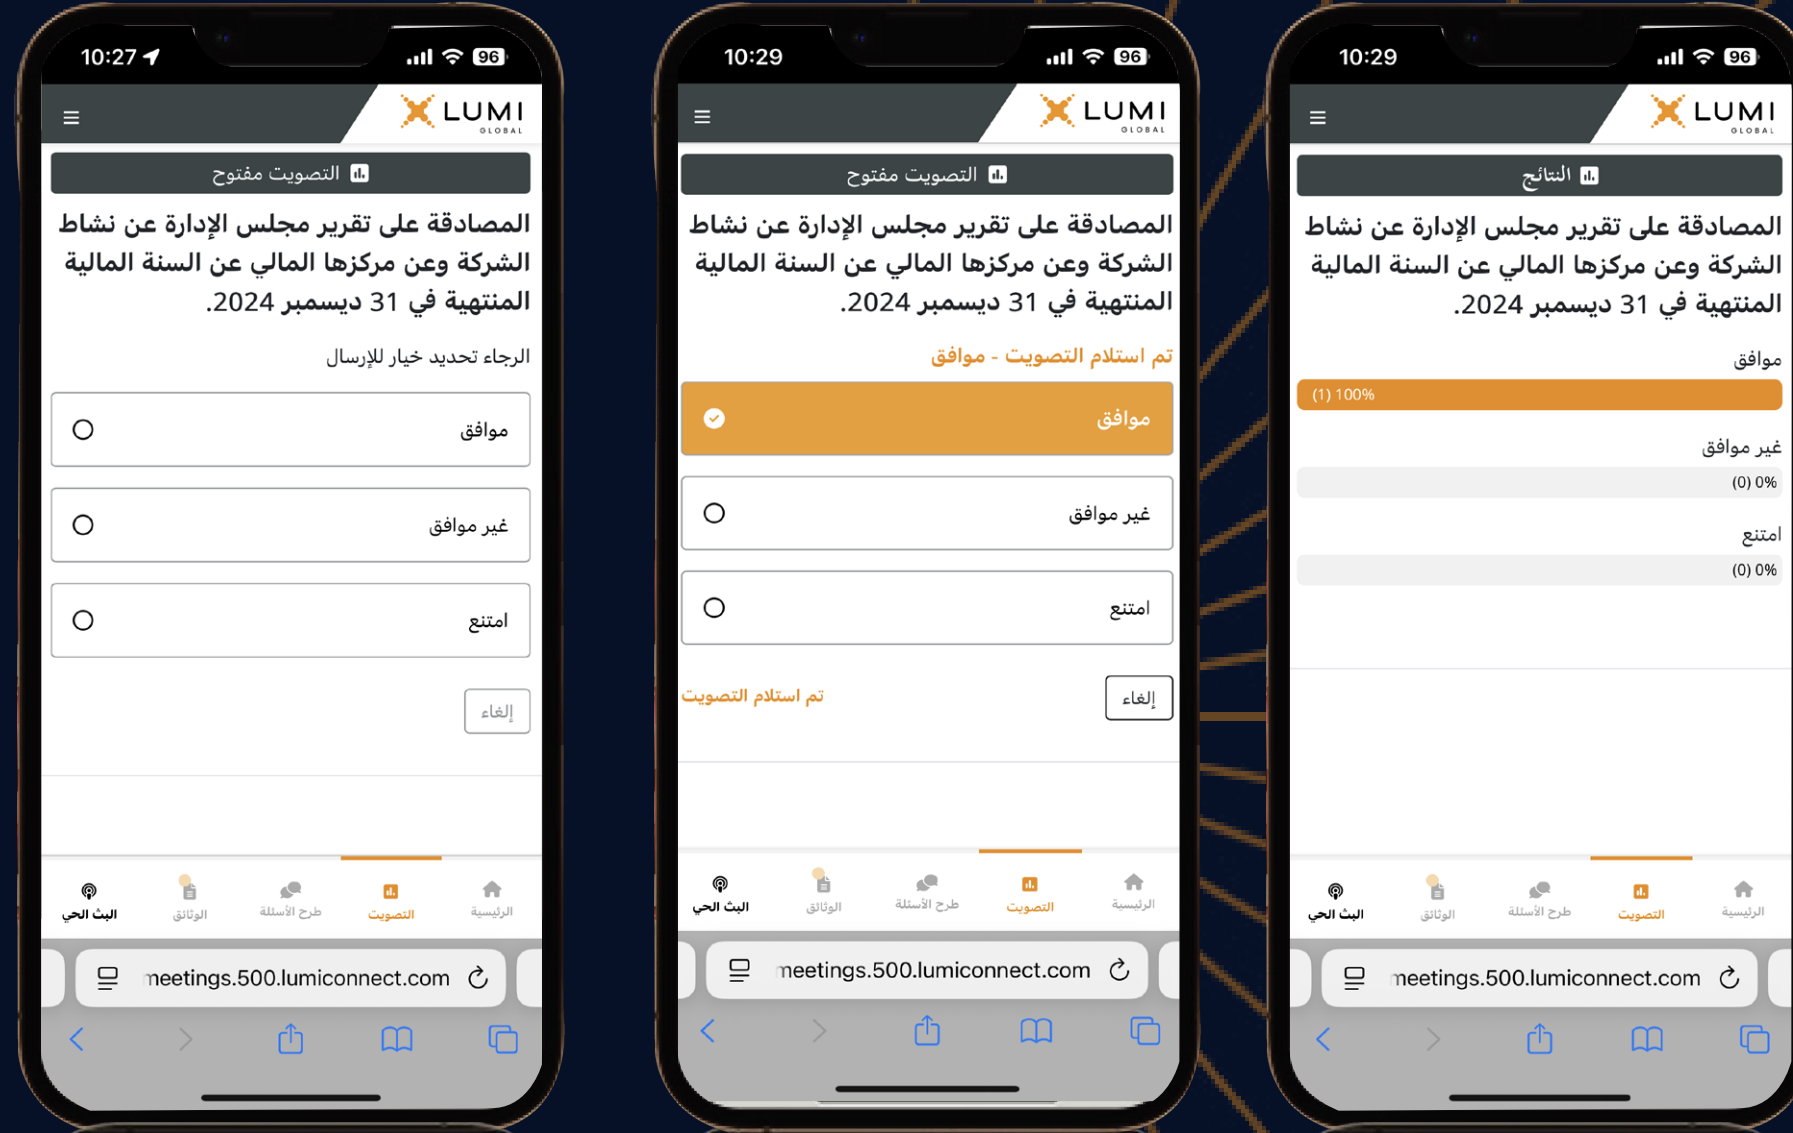 10:27
96
LUMI
GLOBAL
التصويت مفتوح
المصادقة على تقرير مجلس الإدارة عن نشاط
الشركة وعن مركزها المالي عن السنة المالية
المنتهية في 31 ديسمبر 2024.
الرجاء تحديد خيار للإرسال
موافق
غير موافق
امتنع
إلغاء
الرئيسية
التصويت
طرح الأسئلة
الوثائق
البث الحي
meetings.500.lumiconnect.com
10:29
96
LUMI
GLOBAL
التصويت مفتوح
المصادقة على تقرير مجلس الإدارة عن نشاط
الشركة وعن مركزها المالي عن السنة المالية
المنتهية في 31 ديسمبر 2024.
تم استلام التصويت - موافق
موافق
غير موافق
امتنع
إلغاء
تم استلام التصويت
الرئيسية
التصويت
طرح الأسئلة
الوثائق
البث الحي
meetings.500.lumiconnect.com
10:29
96
LUMI
GLOBAL
النتائج
المصادقة على تقرير مجلس الإدارة عن نشاط
الشركة وعن مركزها المالي عن السنة المالية
المنتهية في 31 ديسمبر 2024.
موافق
(1) 100%
غير موافق
(0) 0%
امتنع
(0) 0%
الرئيسية
التصويت
طرح الأسئلة
الوثائق
البث الحي
meetings.500.lumiconnect.com